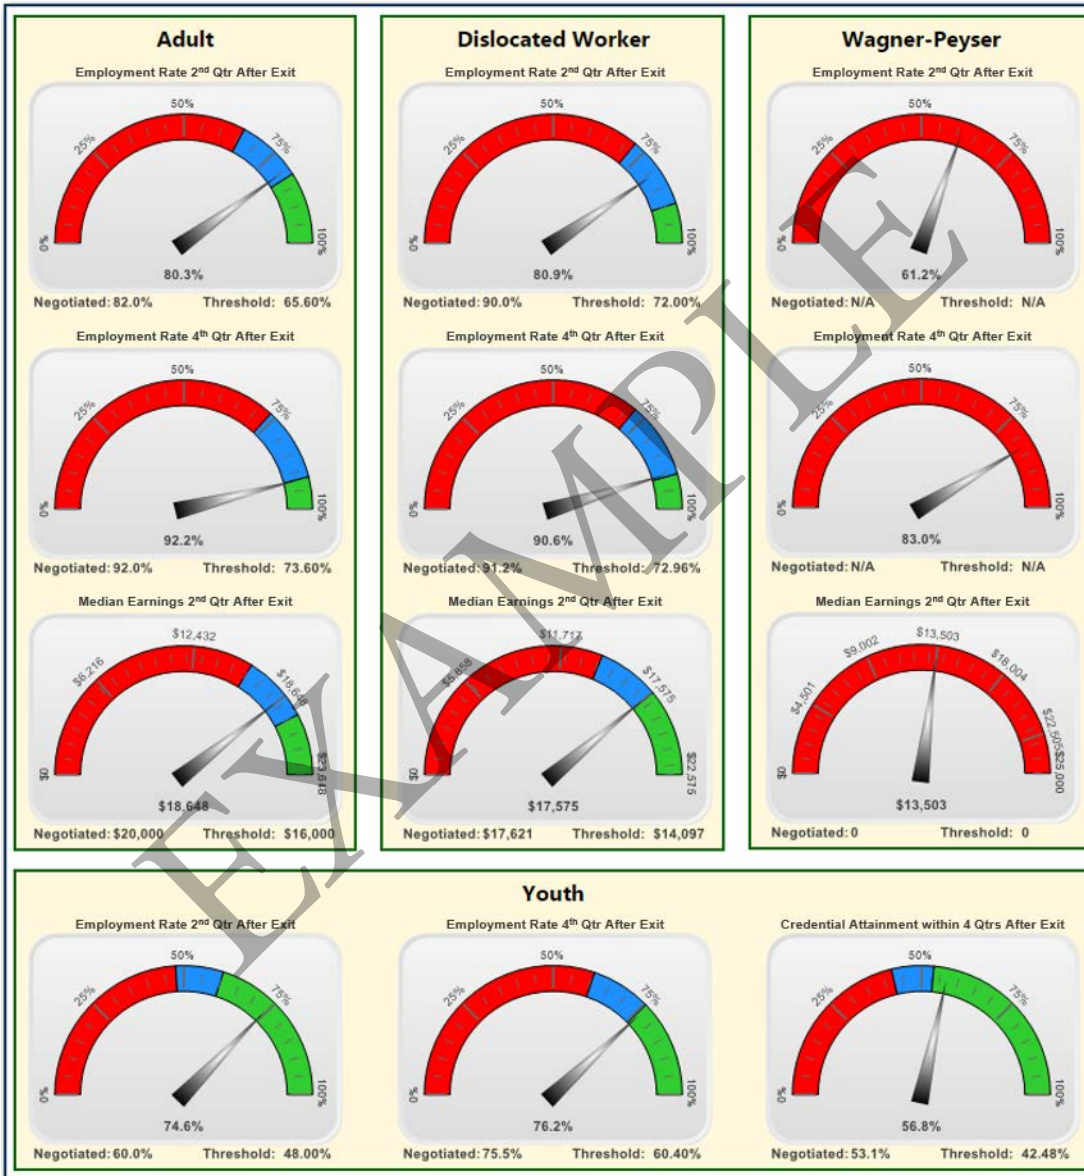 Adult
Employment Rate 2nd Qtr After Exit
0%
25%
50%
75%
100%
80.3%
Negotiated: 82.0% Threshold: 65.60%
Employment Rate 4th Qtr After Exit
0%
25%
50%
75%
100%
92.2%
Negotiated: 92.0% Threshold: 73.60%
Median Earnings 2nd Qtr After Exit
$0
$6,216
$12,432
$18,648
$23,648
$18,648
Negotiated: $20,000 Threshold: $16,000
Dislocated Worker
Employment Rate 2nd Qtr After Exit
0%
25%
50%
75%
100%
80.9%
Negotiated: 90.0% Threshold: 72.00%
Employment Rate 4th Qtr After Exit
0%
25%
50%
75%
100%
90.6%
Negotiated: 91.2% Threshold: 72.96%
Median Earnings 2nd Qtr After Exit
$0
$5,858
$11,717
$17,575
$22,575
$17,575
Negotiated: $17,621 Threshold: $14,097
Wagner-Peyser
Employment Rate 2nd Qtr After Exit
0%
25%
50%
75%
100%
61.2%
Negotiated: N/A Threshold: N/A
Employment Rate 4th Qtr After Exit
0%
25%
50%
75%
100%
83.0%
Negotiated: N/A Threshold: N/A
Median Earnings 2nd Qtr After Exit
$0
$4,501
$9,002
$13,503
$18,004
$22,505
$25,000
$13,503
Negotiated: 0 Threshold: 0
Youth
Employment Rate 2nd Qtr After Exit
0%
25%
50%
75%
100%
74.6%
Negotiated: 60.0% Threshold: 48.00%
Employment Rate 4th Qtr After Exit
0%
25%
50%
75%
100%
76.2%
Negotiated: 75.5% Threshold: 60.40%
Credential Attainment within 4 Qtrs After Exit
0%
25%
50%
75%
100%
56.8%
Negotiated: 53.1% Threshold: 42.48%
EXAMPLE